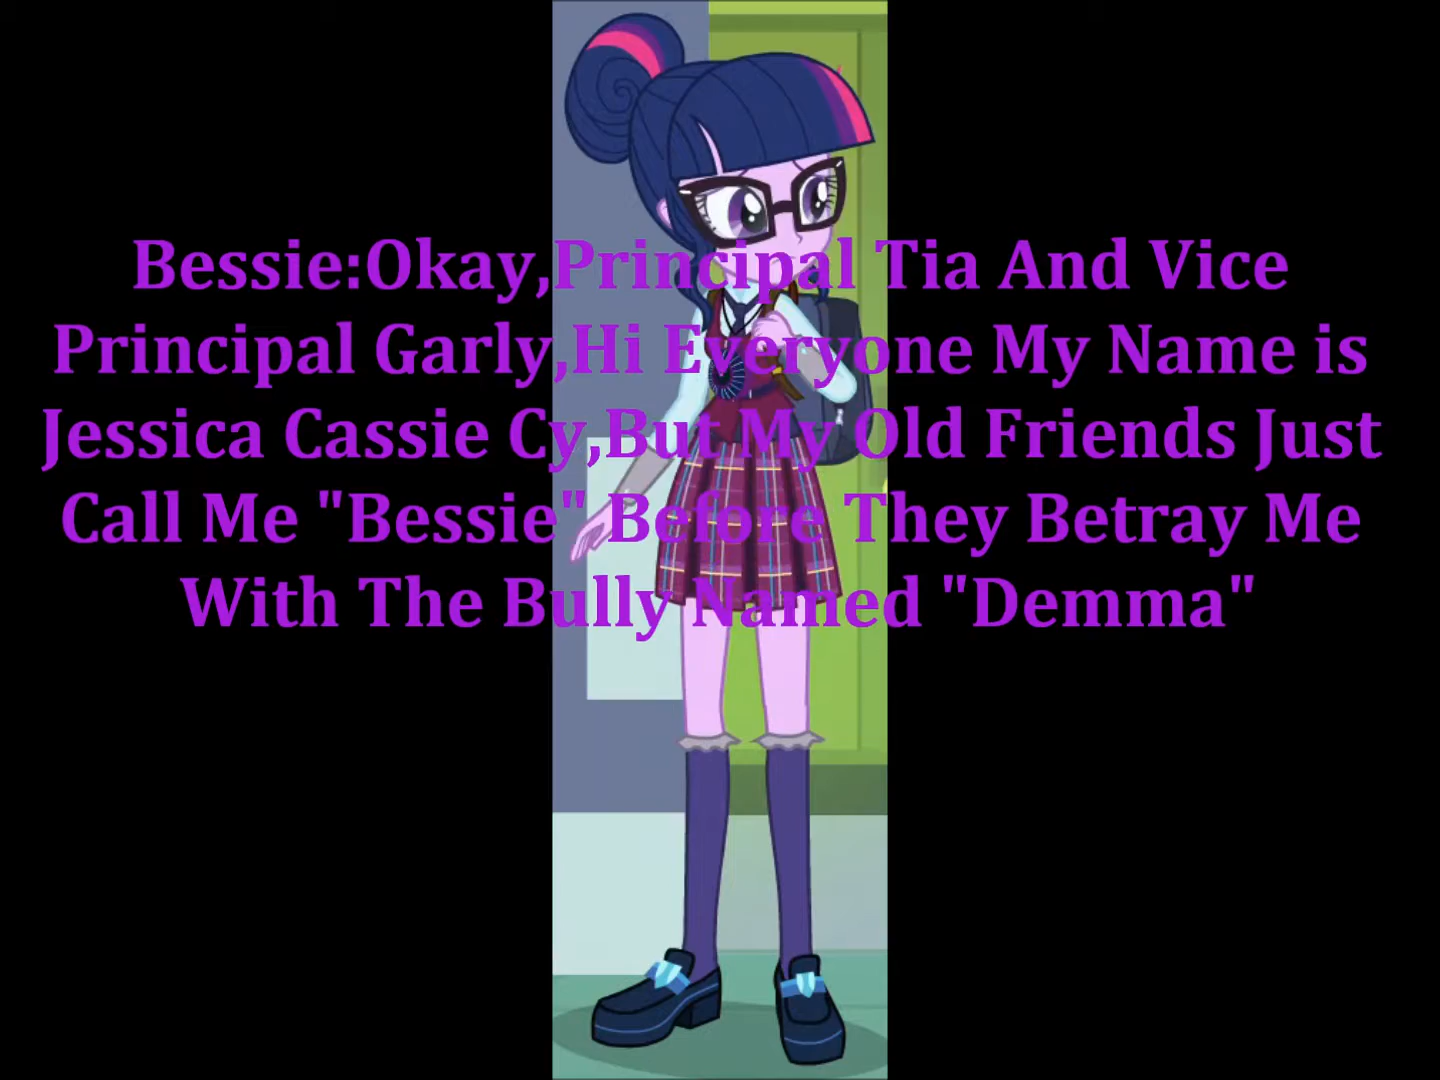 Bessie:Okay,Principal Tia And Vice
Principal Garly,Hi Everyone My Name is
Jessica Cassie Cy,But My Old Friends Just
Call Me "Bessie" Before They Betray Me
With The Bully Named "Demma"